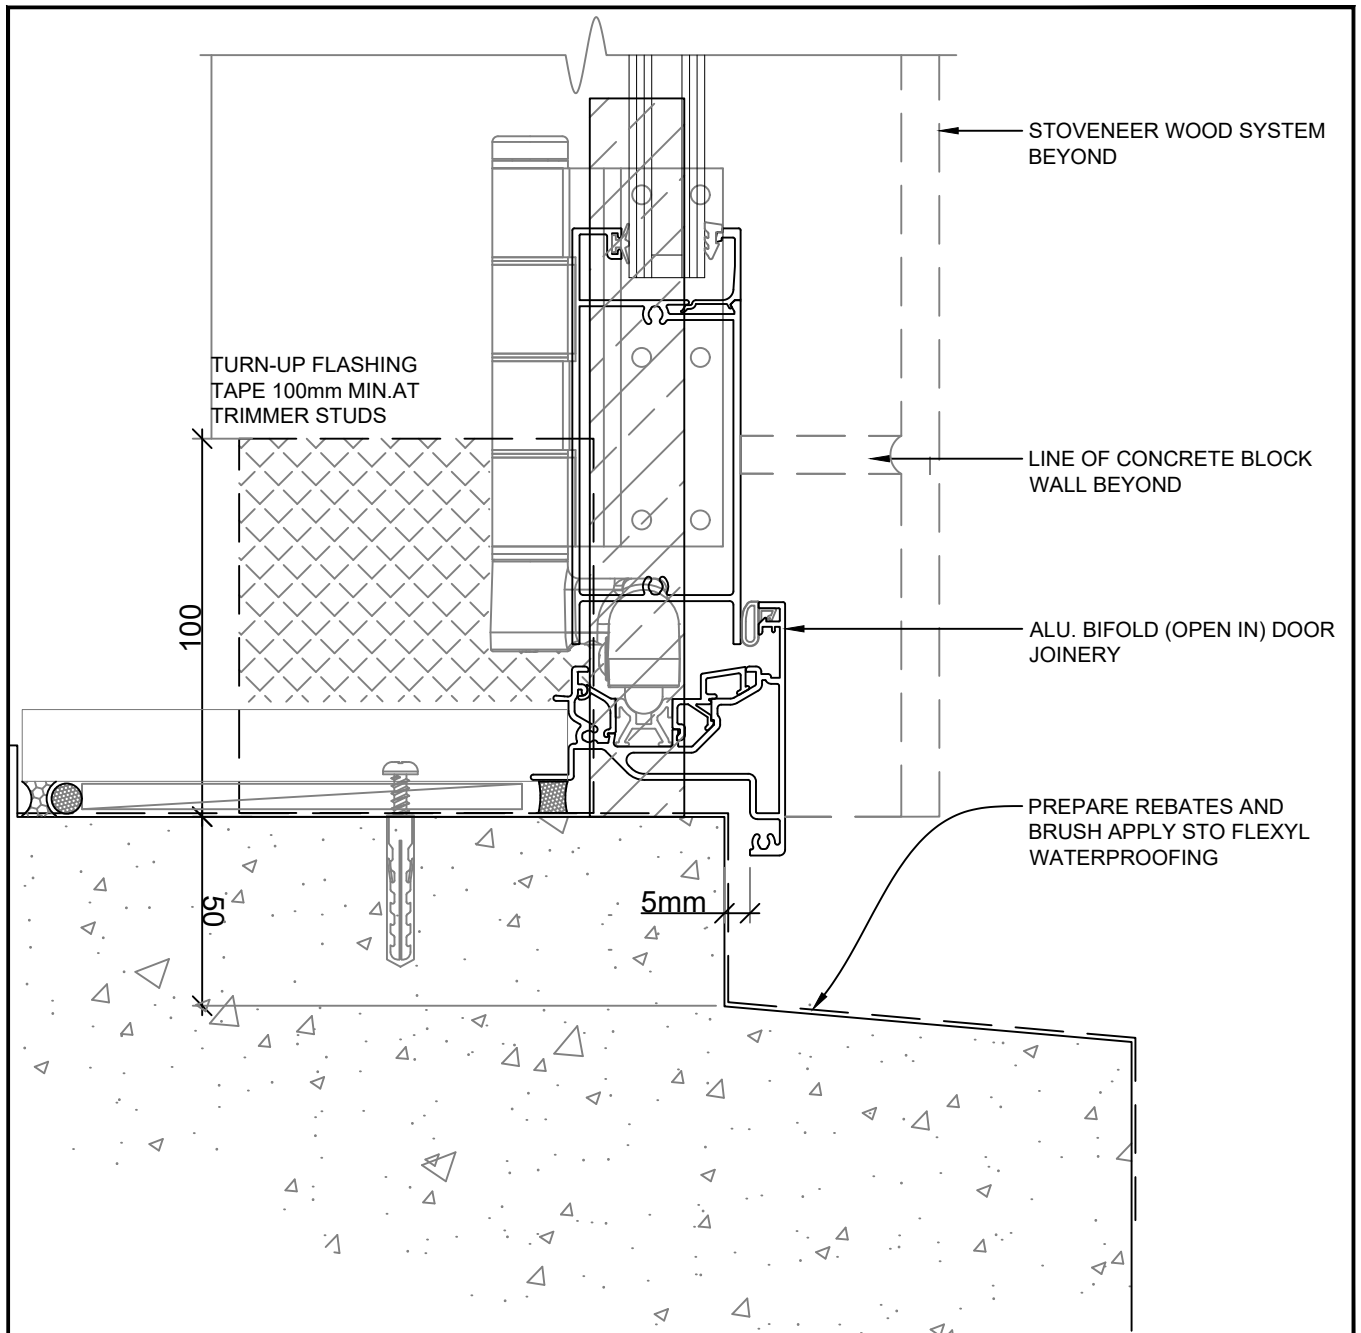 STOVENEER WOOD SYSTEM
BEYOND
TURN-UP FLASHING
TAPE 100mm MIN.AT
TRIMMER STUDS
LINE OF CONCRETE BLOCK
WALL BEYOND
100
ALU. BIFOLD (OPEN IN) DOOR
JOINERY
PREPARE REBATES AND
BRUSH APPLY STO FLEXYL
WATERPROOFING
50
5mm